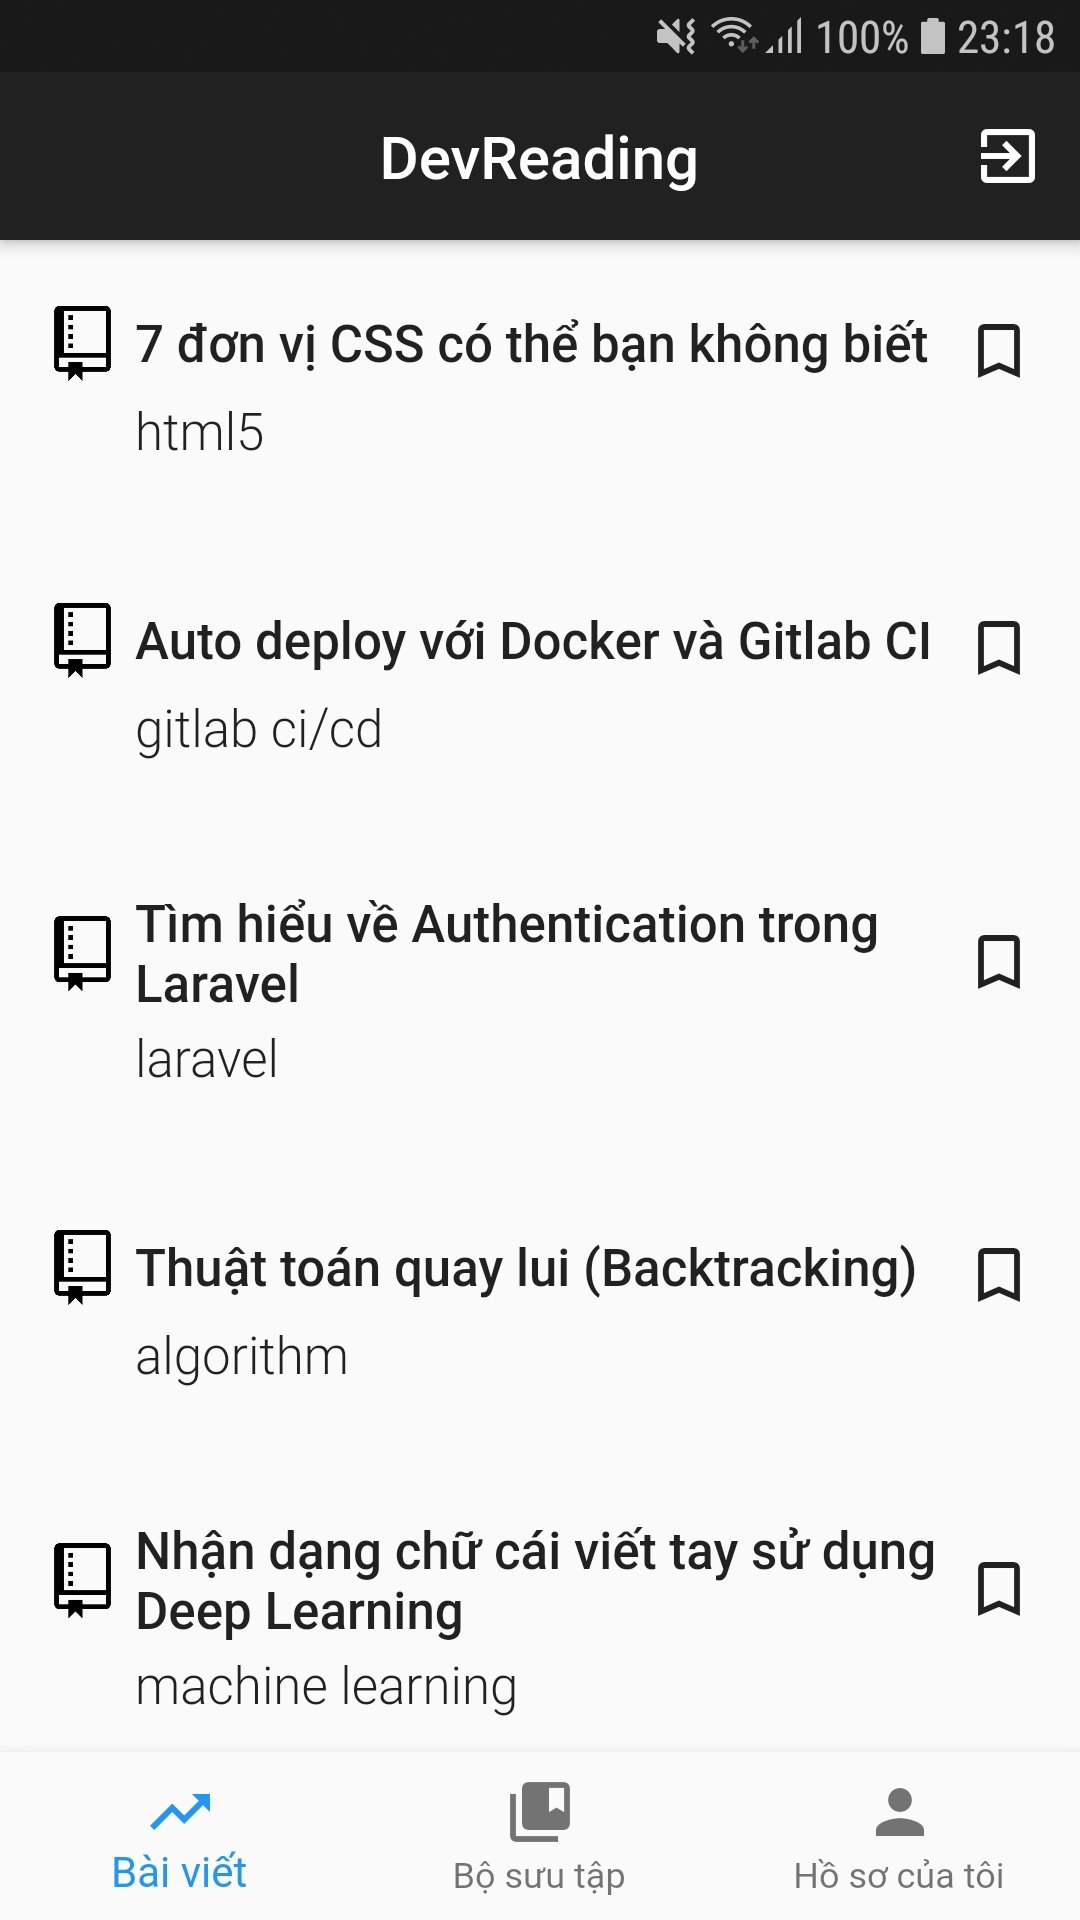 100% 23:18
DevReading
7 đơn vị CSS có thể bạn không biết
html5
Auto deploy với Docker và Gitlab CI
gitlab ci/cd
Tìm hiểu về Authentication trong
Laravel
laravel
Thuật toán quay lui (Backtracking)
algorithm
Nhận dạng chữ cái viết tay sử dụng
Deep Learning
machine learning
Bài viết
Bộ sưu tập
Hồ sơ của tôi